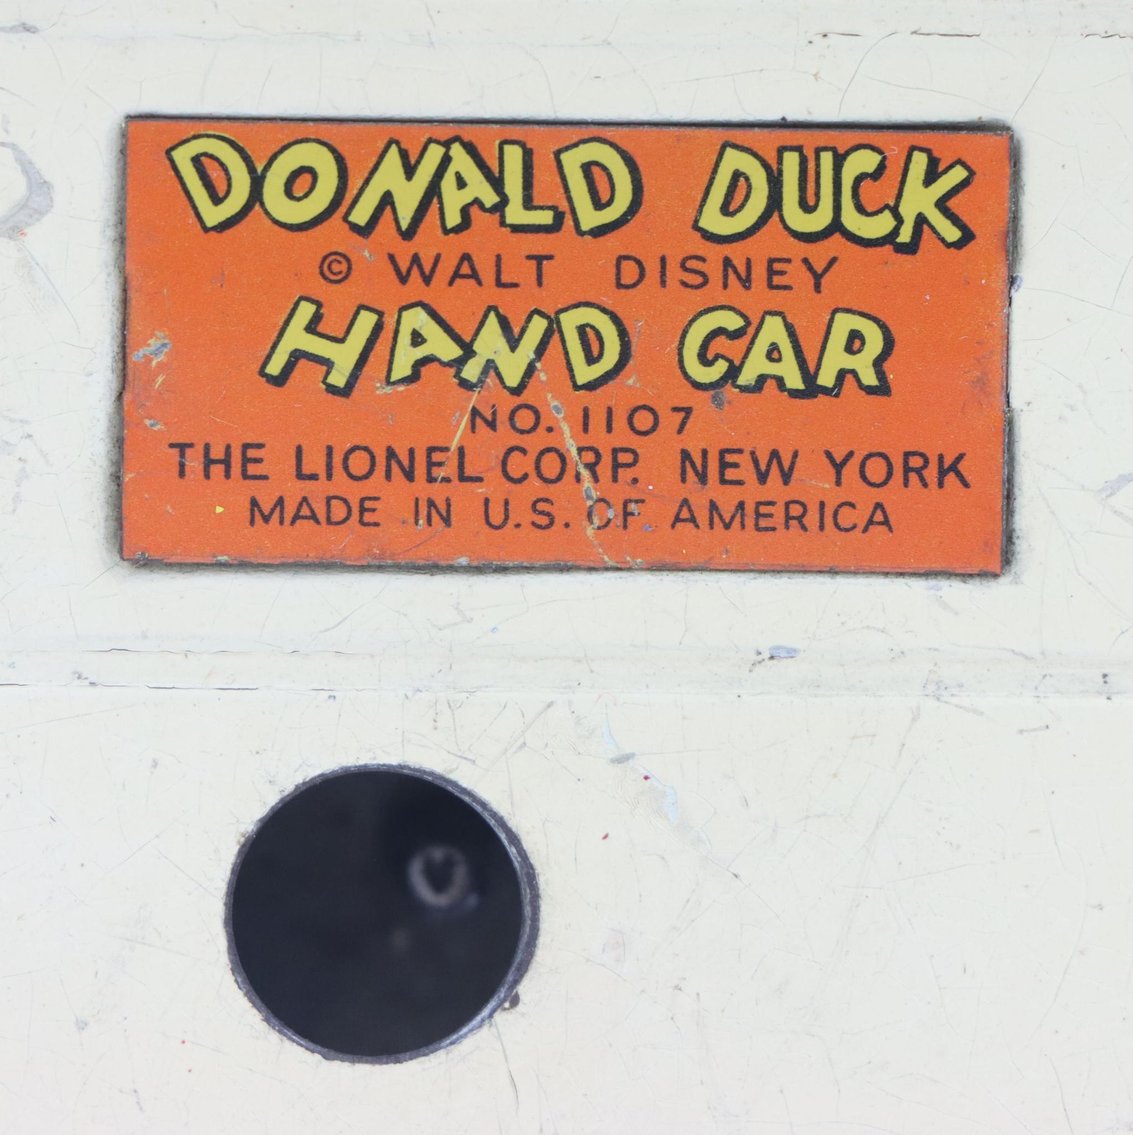 DONALD DUCK
© WALT DISNEY
HAND CAR
NO. 1107
THE LIONEL CORP. NEW YORK
MADE IN U.S. OF AMERICA